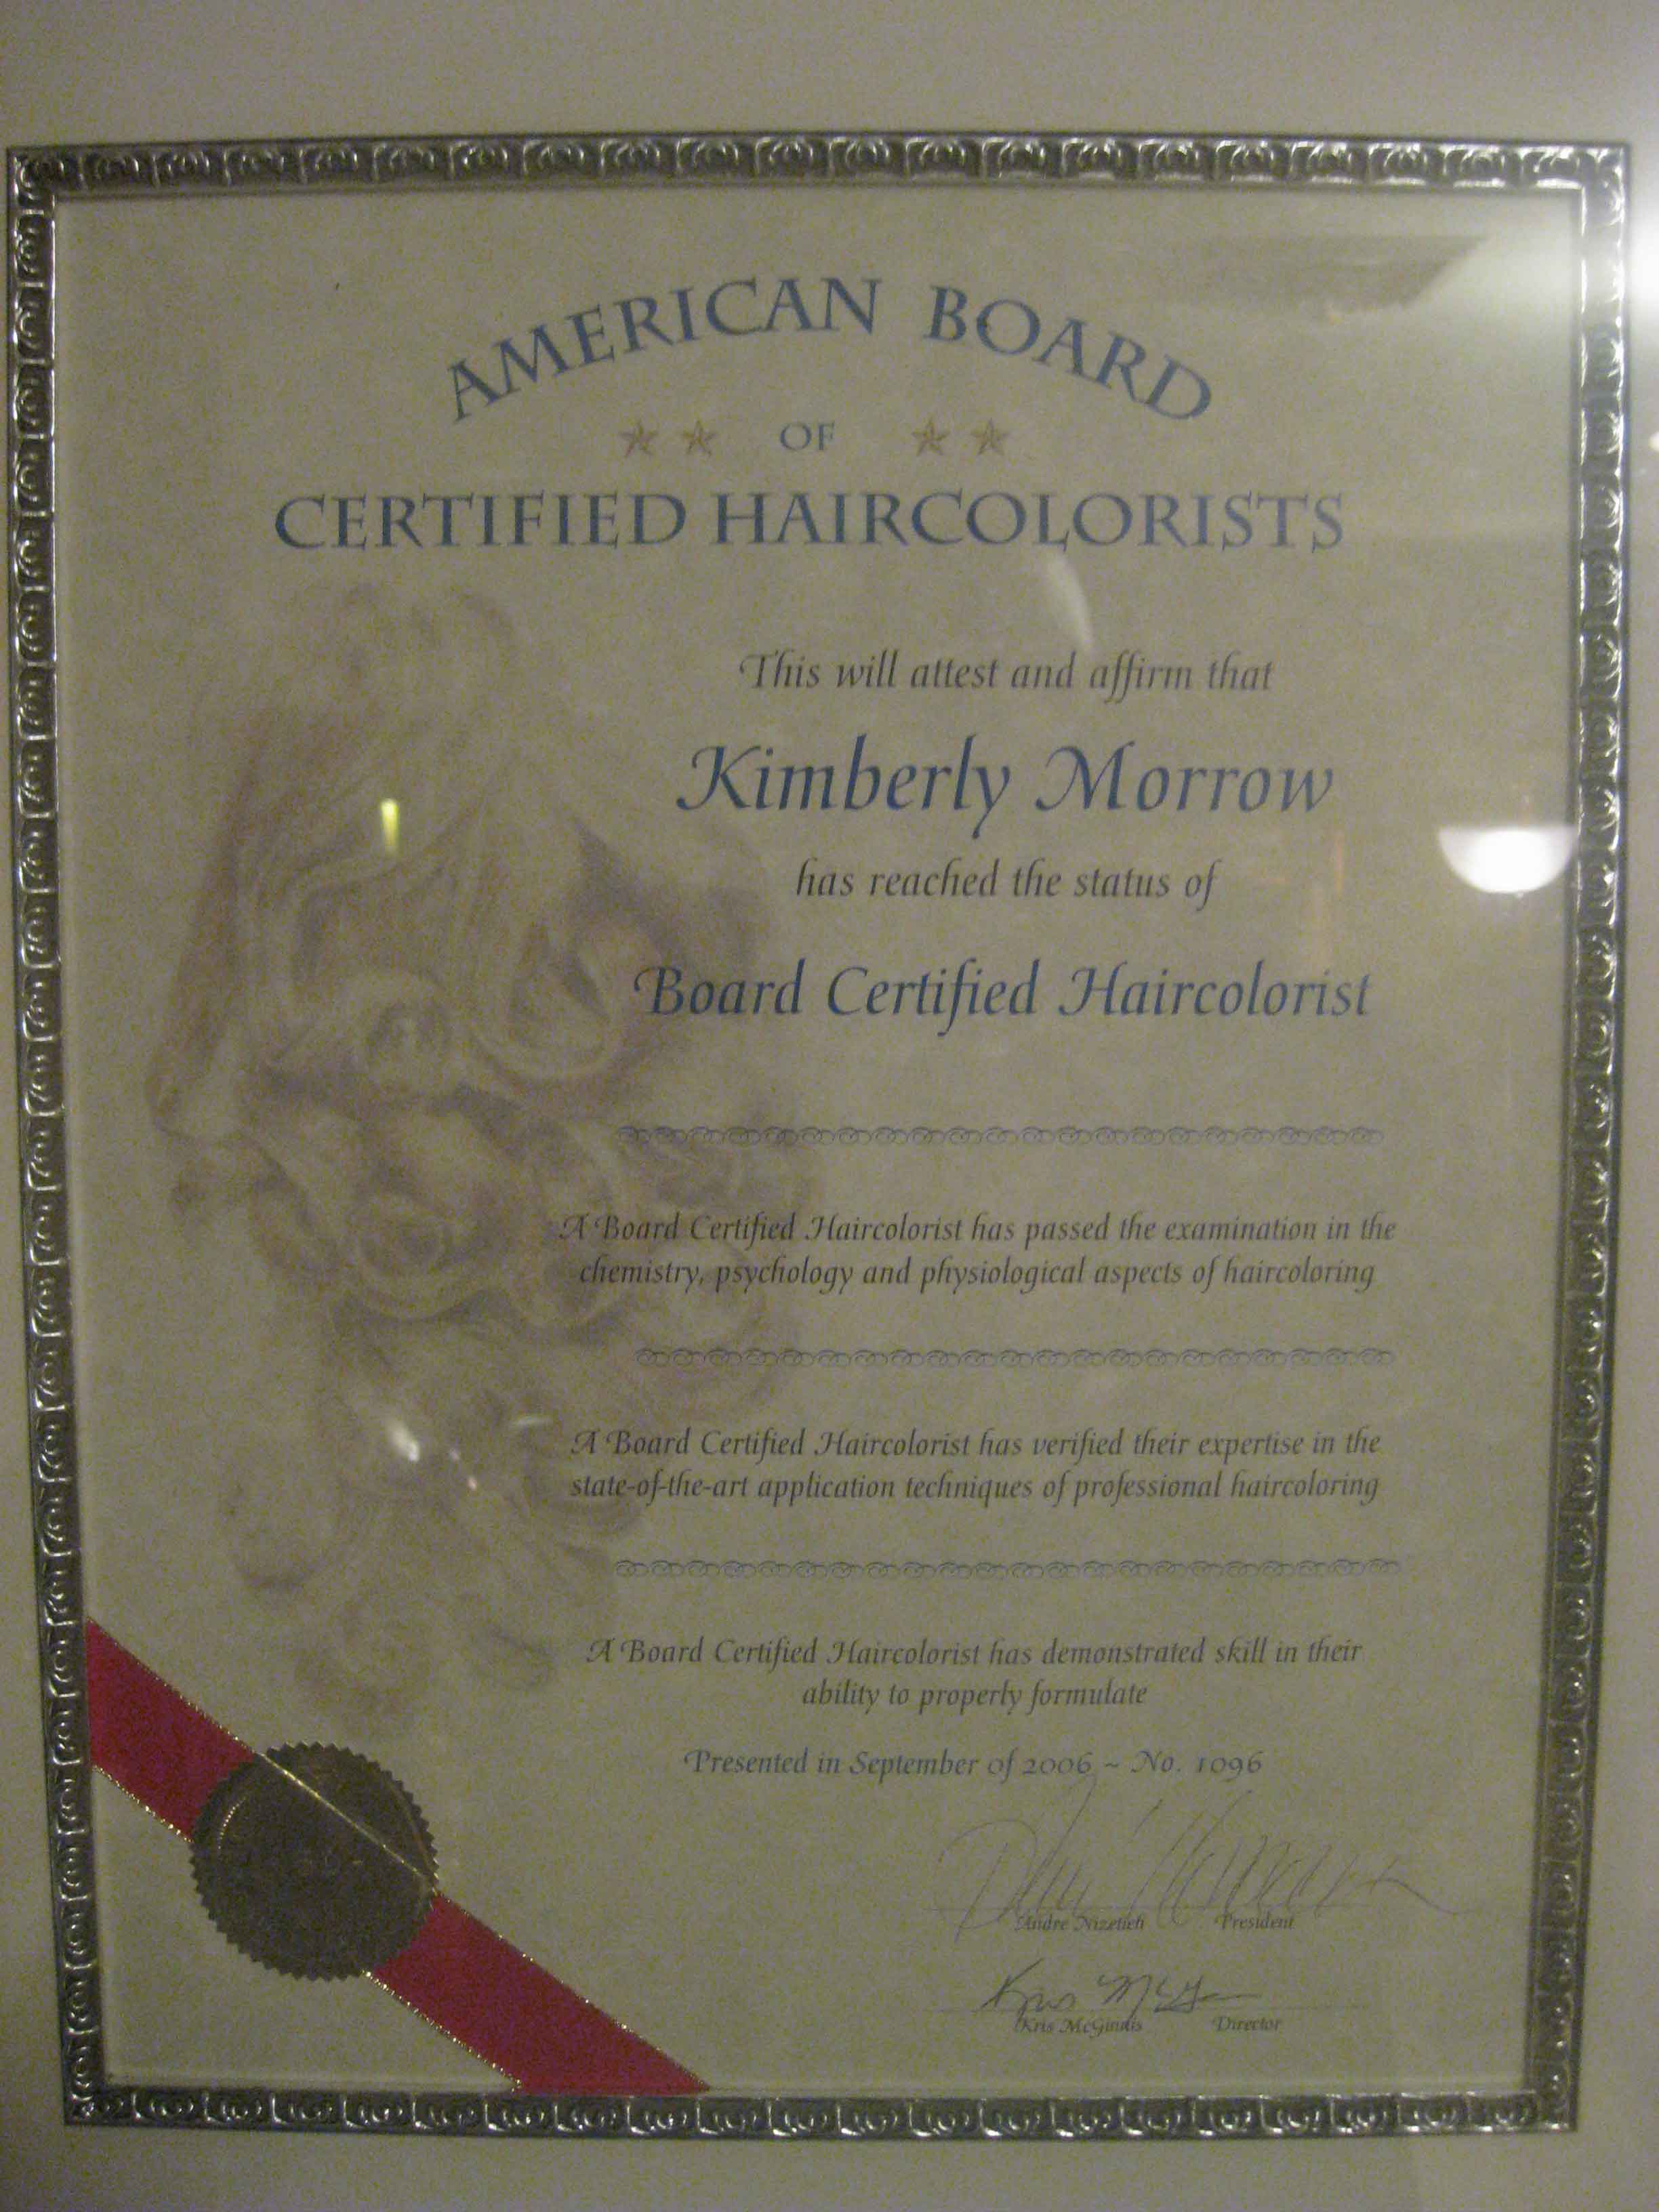 AMERICAN BOARD
OF
CERTIFIED HAIRCOLORISTS
This will attest and affirm that
Kimberly Morrow
has reached the status of
Board Certified Haircolorist
A Board Certified Haircolorist has passed the examination in the
chemistry, psychology and physiological aspects of haircoloring
A Board Certified Haircolorist has verified their expertise in the
state-of-the-art application techniques of professional haircoloring
A Board Certified Haircolorist has demonstrated skill in their
ability to properly formulate
Presented in September of 2006 ~ No. 1096
Andre Nizetich President
Kris McGinnis Director